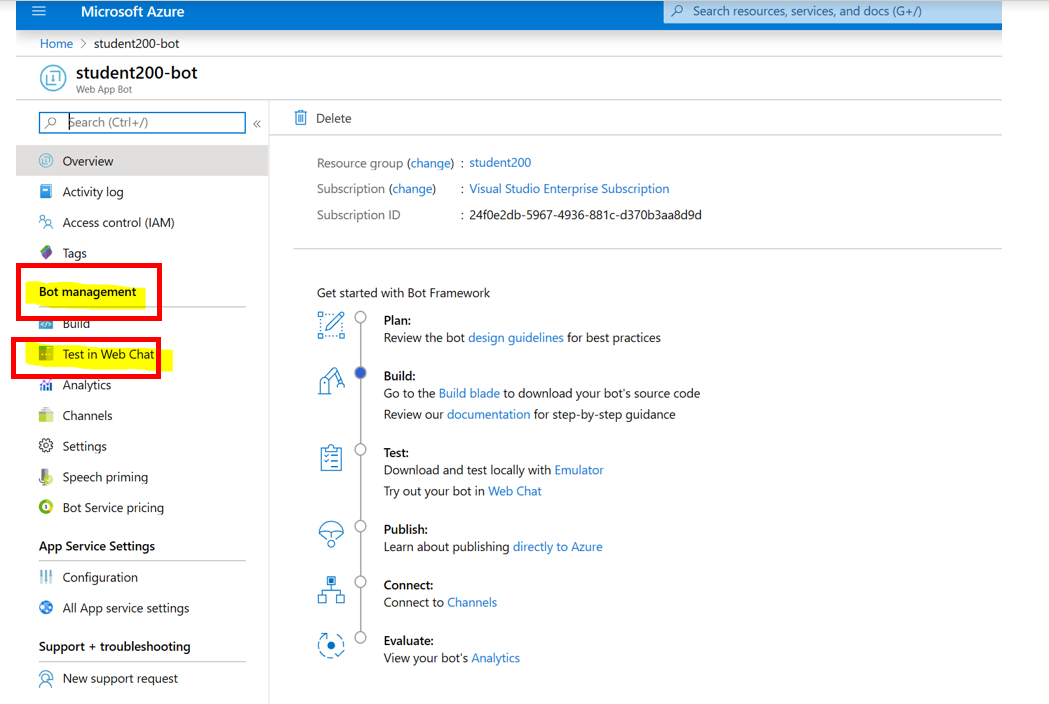 Microsoft Azure
Search resources, services, and docs (G+/)
Home > student200-bot
student200-bot
Web App Bot
Search (Ctrl+/)
«
Overview
Activity log
Access control (IAM)
Tags
Bot management
Build
Test in Web Chat
Analytics
Channels
Settings
Speech priming
Bot Service pricing
App Service Settings
Configuration
All App service settings
Support + troubleshooting
New support request
Delete
Resource group (change) : student200
Subscription (change) : Visual Studio Enterprise Subscription
Subscription ID : 24f0e2db-5967-4936-881c-d370b3aa8d9d
Get started with Bot Framework
Plan:
Review the bot design guidelines for best practices
Build:
Go to the Build blade to download your bot's source code
Review our documentation for step-by-step guidance
Test:
Download and test locally with Emulator
Try out your bot in Web Chat
Publish:
Learn about publishing directly to Azure
Connect:
Connect to Channels
Evaluate:
View your bot's Analytics